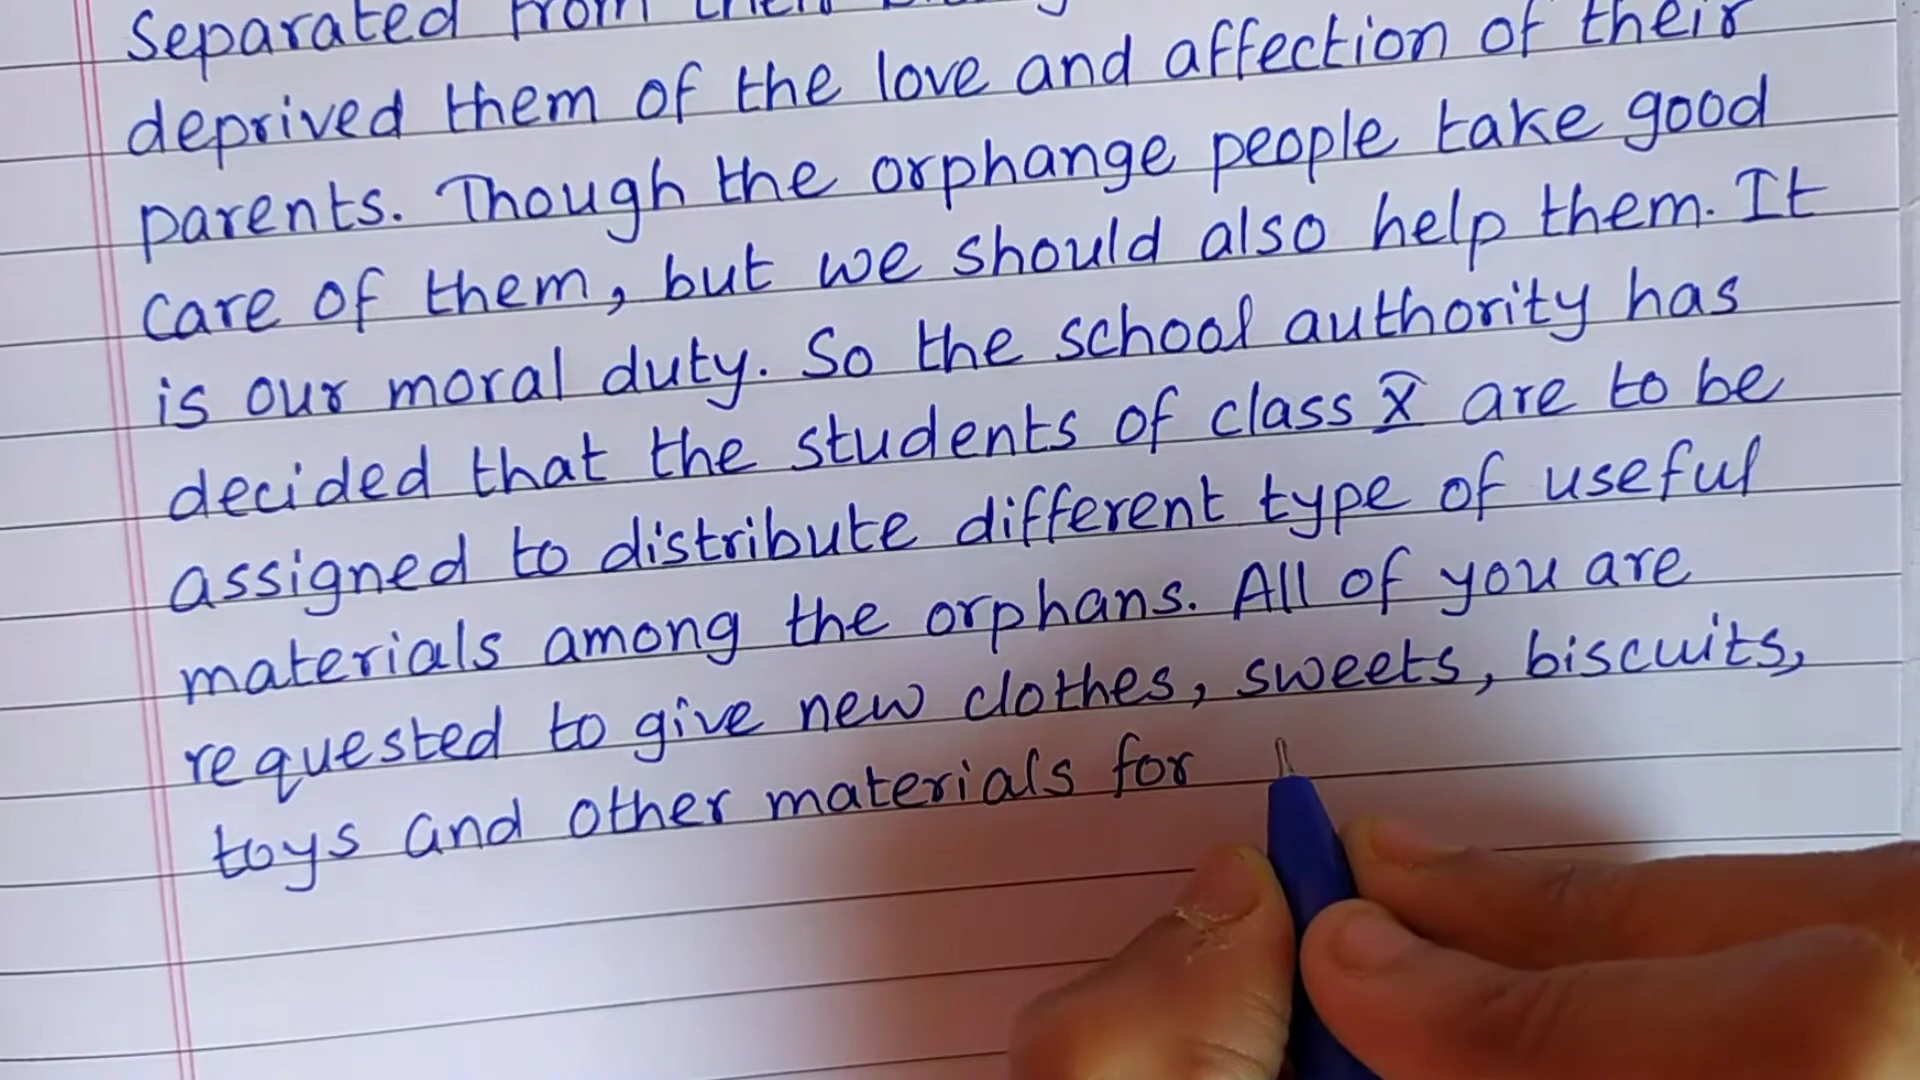 separated from their
deprived them of the love and affection of their
parents. Though the orphange people take good
care of them, but we should also help them. It
is our moral duty. So the school authority has
decided that the students of class X are to be
assigned to distribute different type of useful
materials among the orphans. All of you are
requested to give new clothes, sweets, biscuits,
toys and other materials for